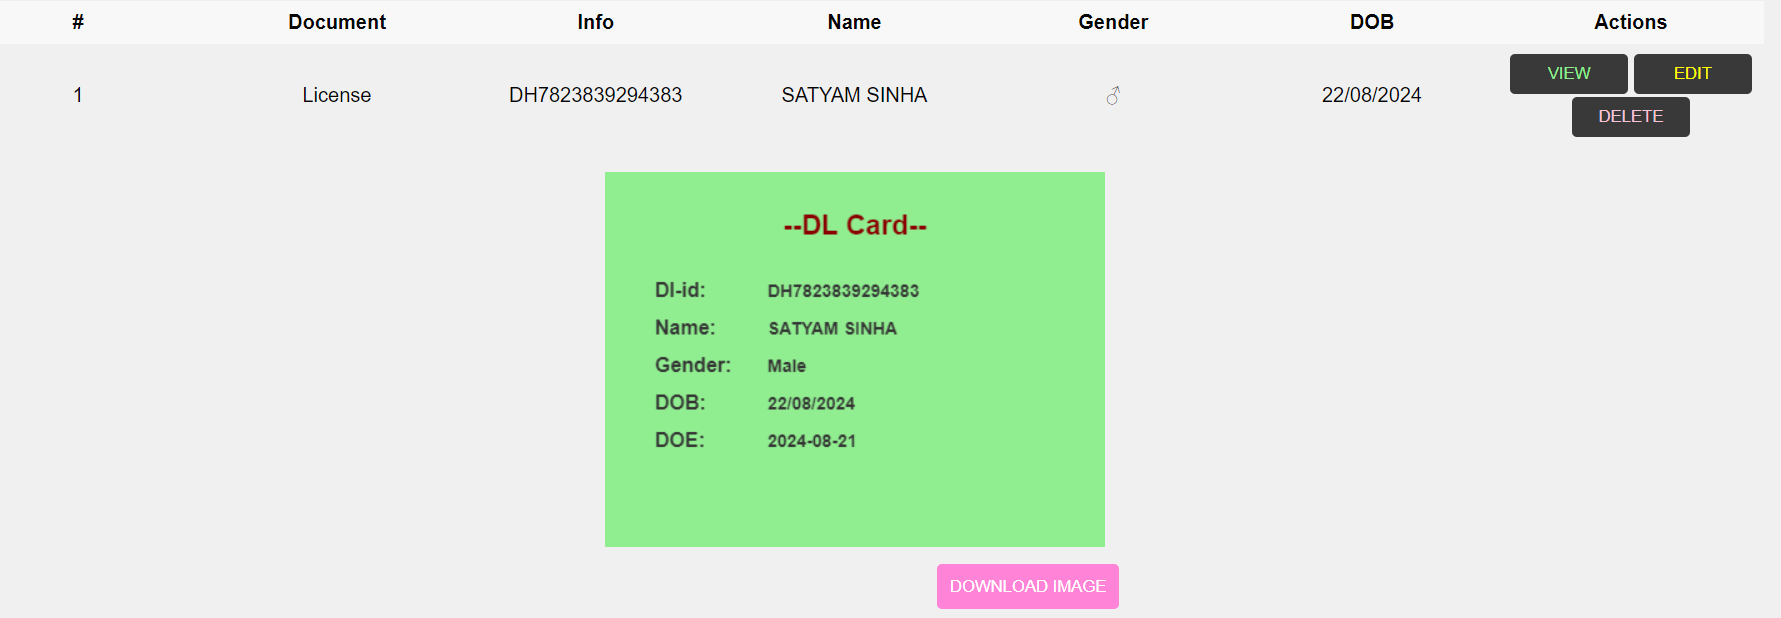 # Document Info Name Gender DOB Actions
1 License DH7823839294383 SATYAM SINHA ♂ 22/08/2024 VIEW EDIT
DELETE
--DL Card--
DI-id: DH7823839294383
Name: SATYAM SINHA
Gender: Male
DOB: 22/08/2024
DOE: 2024-08-21
DOWNLOAD IMAGE